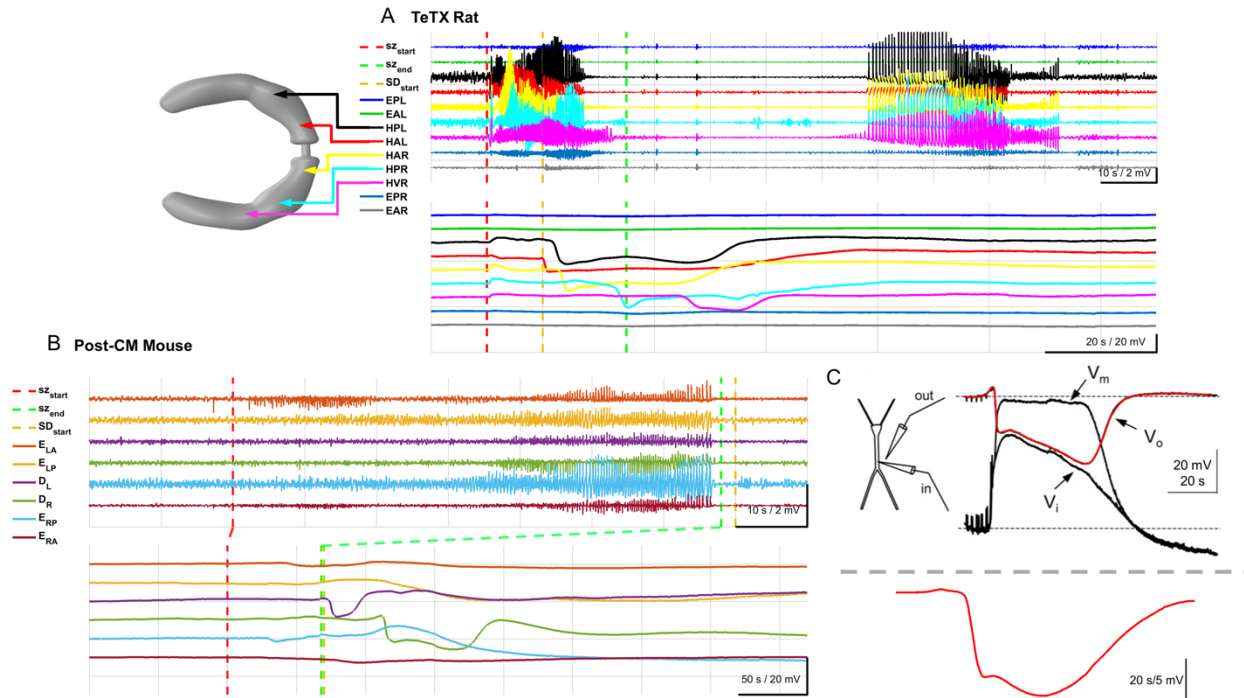 A TeTX Rat
sz_start
sz_end
SD_start
EPL
EAL
HPL
HAL
HAR
HPR
HVR
EPR
EAR
10 s / 2 mV
20 s / 20 mV
B Post-CM Mouse
sz_start
sz_end
SD_start
E_LA
E_LP
D_L
D_R
E_RP
E_RA
10 s / 2 mV
50 s / 20 mV
C
out
in
V_m
V_o
V_i
20 mV
20 s
20 s/5 mV